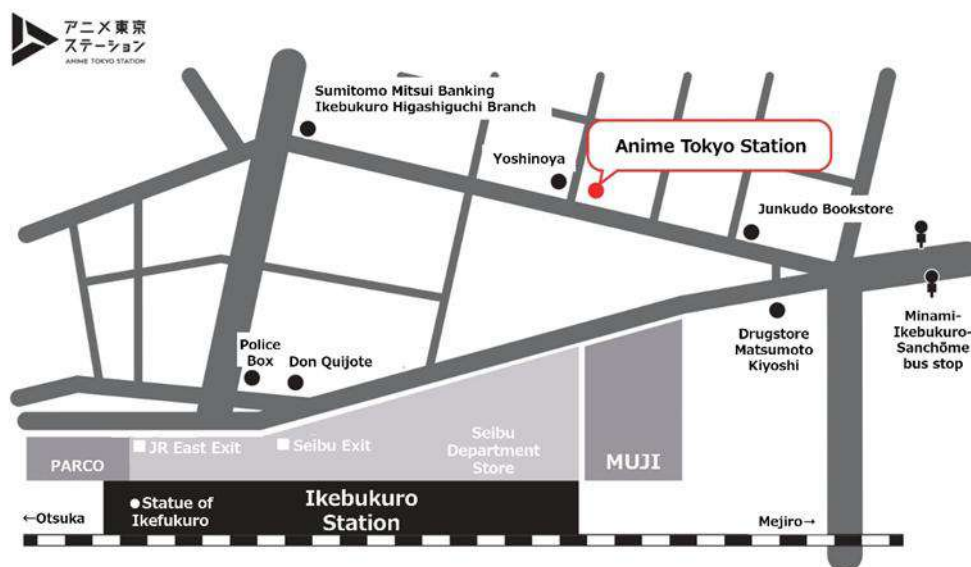 アニメ東京
ステーション
ANIME TOKYO STATION
Sumitomo Mitsui Banking
Ikebukuro Higashiguchi Branch
Anime Tokyo Station
Yoshinoya
Junkudo Bookstore
Police
Box
Don Quijote
Drugstore
Matsumoto
Kiyoshi
Minami-
Ikebukuro-
Sanchōme
bus stop
JR East Exit
Seibu Exit
Seibu
Department
Store
PARCO
MUJI
Statue of
Ikefukuro
Ikebukuro
Station
←Otsuka
Mejiro→